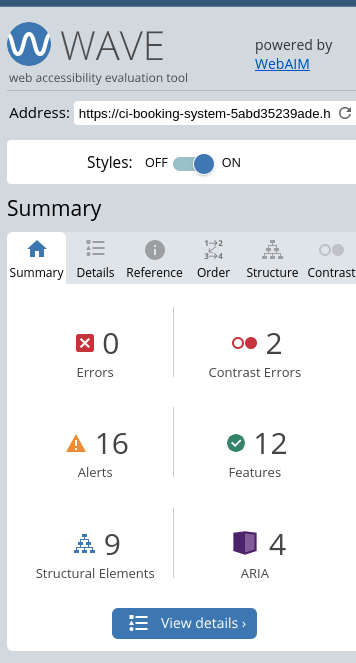 WAVE
powered by
WebAIM
web accessibility evaluation tool
Address: https://ci-booking-system-5abd35239ade.h
Styles: OFF ON
Summary
Summary Details Reference Order Structure Contrast
0 2
Errors Contrast Errors
16 12
Alerts Features
9 4
Structural Elements ARIA
View details ›